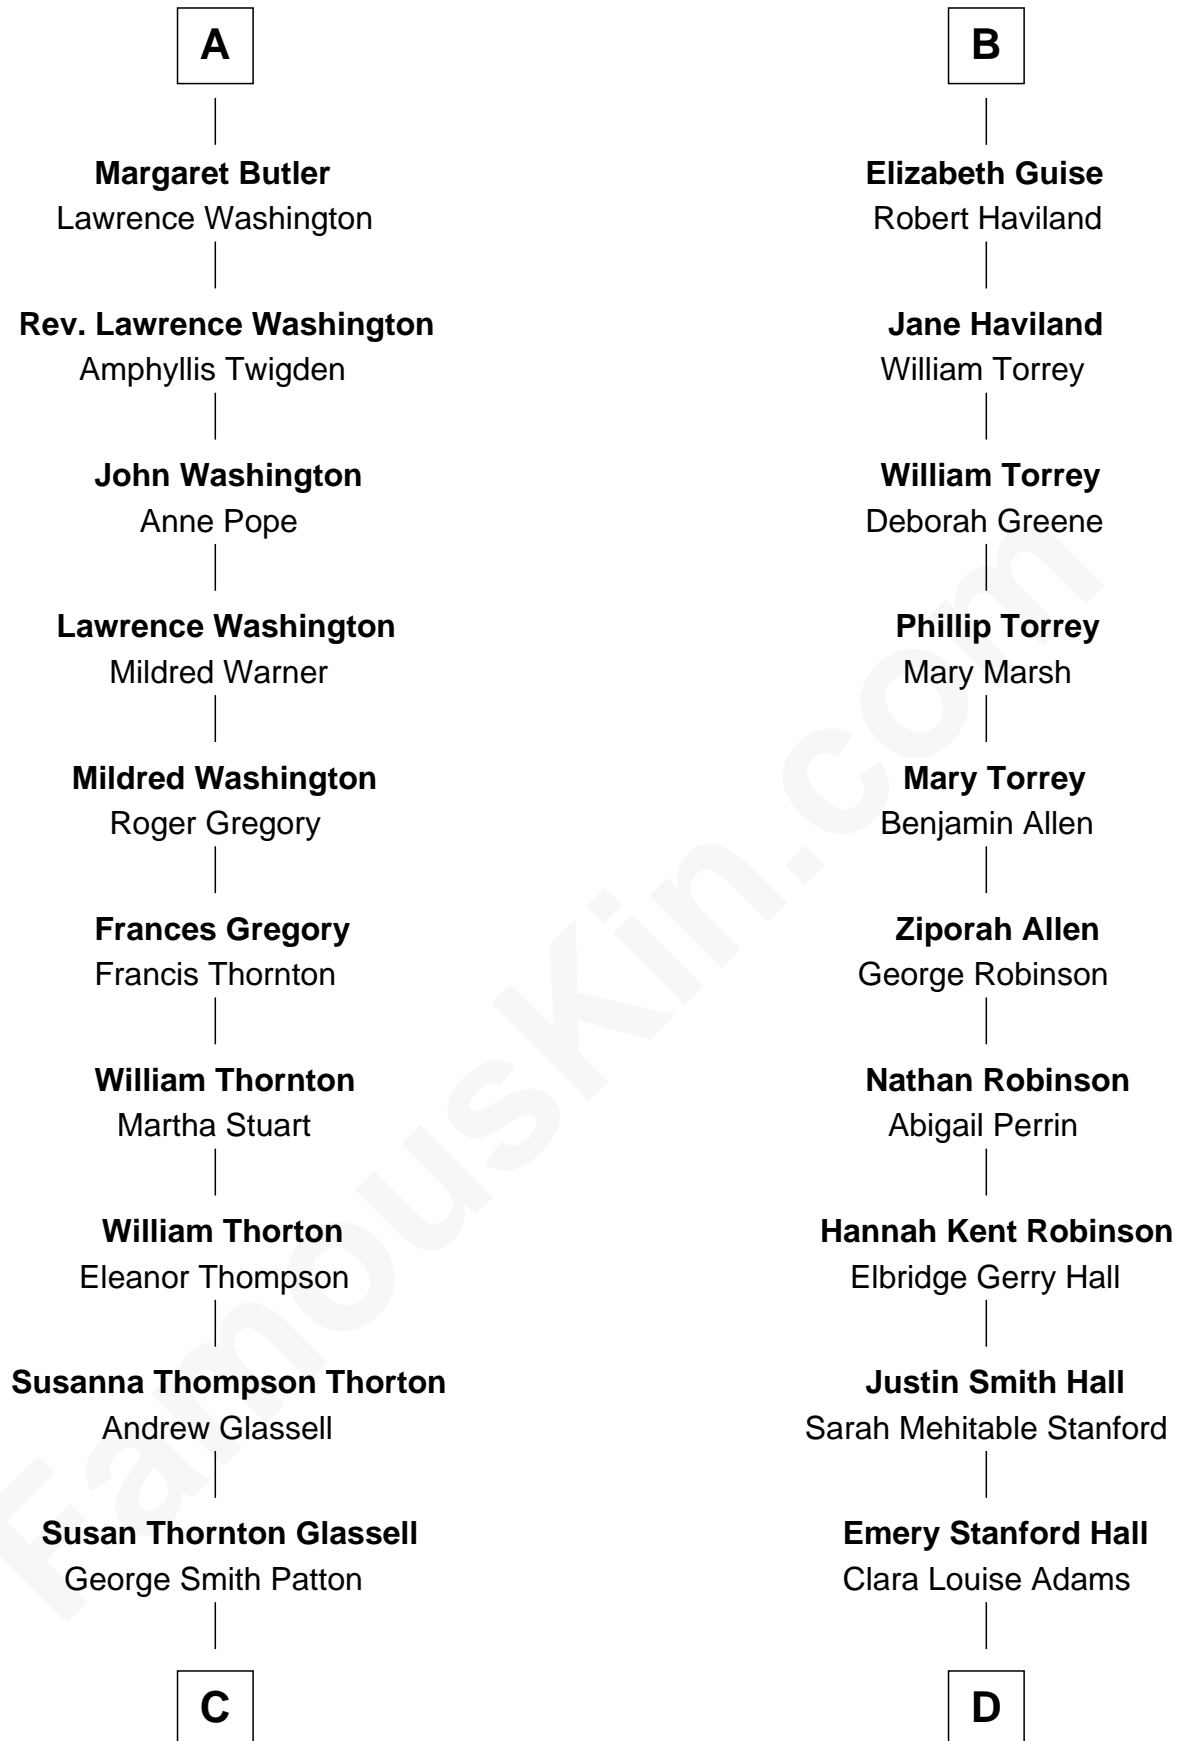 A
Margaret Butler
Lawrence Washington
Rev. Lawrence Washington
Amphyllis Twigden
John Washington
Anne Pope
Lawrence Washington
Mildred Warner
Mildred Washington
Roger Gregory
Frances Gregory
Francis Thornton
William Thornton
Martha Stuart
William Thorton
Eleanor Thompson
Susanna Thompson Thorton
Andrew Glassell
Susan Thornton Glassell
George Smith Patton
C
B
Elizabeth Guise
Robert Haviland
Jane Haviland
William Torrey
William Torrey
Deborah Greene
Phillip Torrey
Mary Marsh
Mary Torrey
Benjamin Allen
Ziporah Allen
George Robinson
Nathan Robinson
Abigail Perrin
Hannah Kent Robinson
Elbridge Gerry Hall
Justin Smith Hall
Sarah Mehitable Stanford
Emery Stanford Hall
Clara Louise Adams
D
FamousKin.com